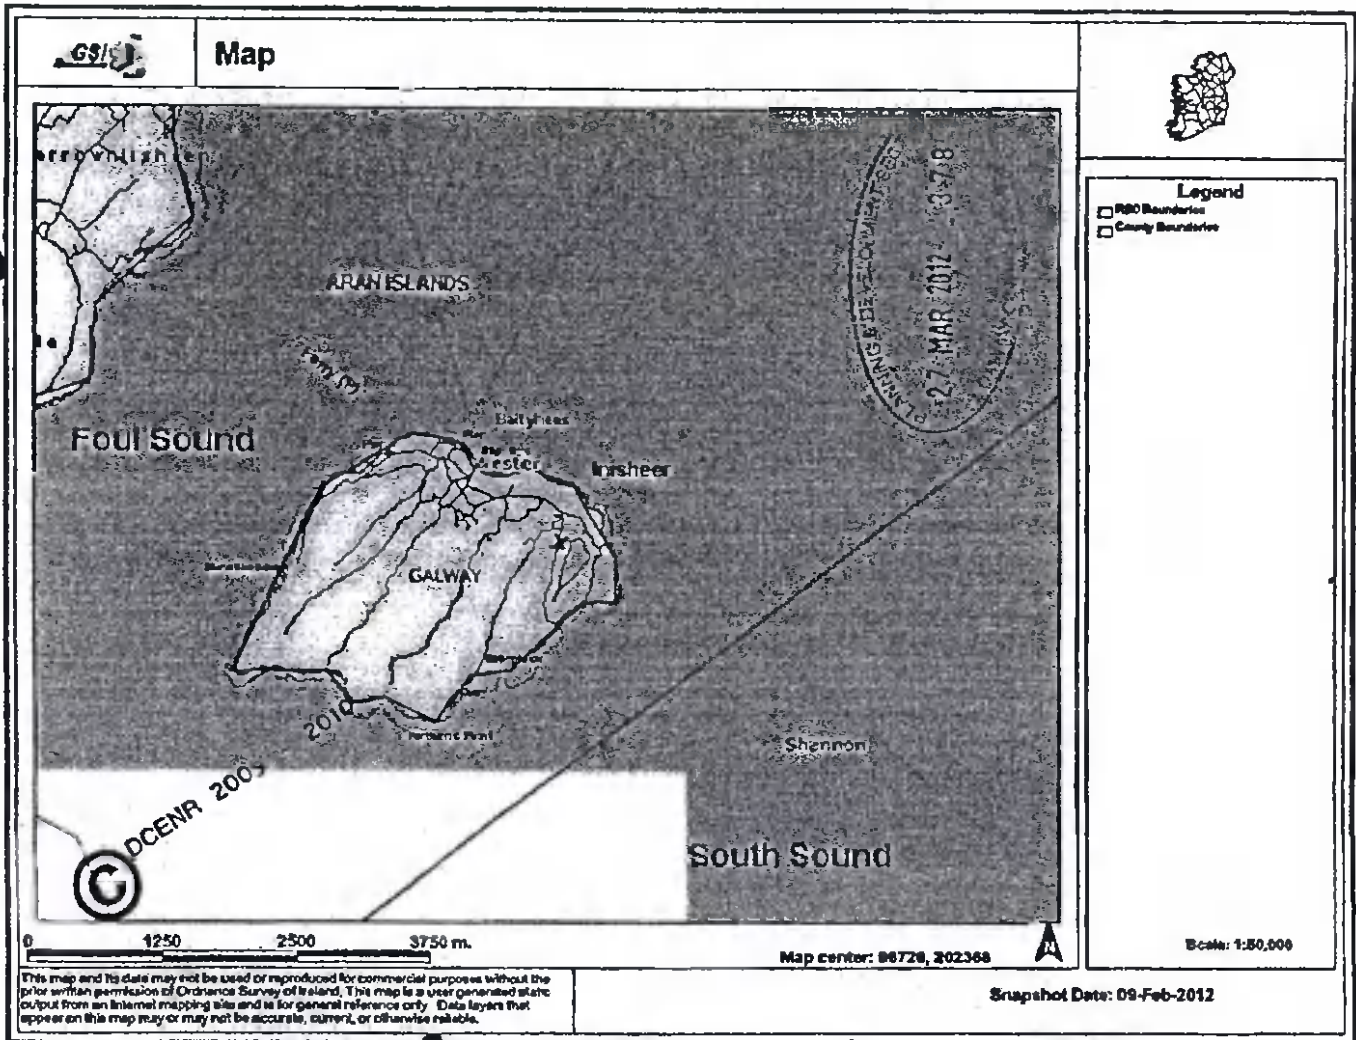 GSI
Map
ARAN ISLANDS
PLANNING & DEVELOPMENT SEC
27 MAR 2012 378
Foul Sound
Inisheer
GALWAY
2010
DCENR 2009
Shannon
South Sound
Legend
RBD Boundaries
County Boundaries
0 1250 2500 3750 m.
Map center: 96728, 202368
N
Scale: 1:50,000
This map and its data may not be used or reproduced for commercial purposes without the
prior written permission of Ordnance Survey of Ireland. This map is a user generated static
output from an Internet mapping site and is for general reference only. Data layers that
appear on this map may or may not be accurate, current, or otherwise reliable.
Snapshot Date: 09-Feb-2012